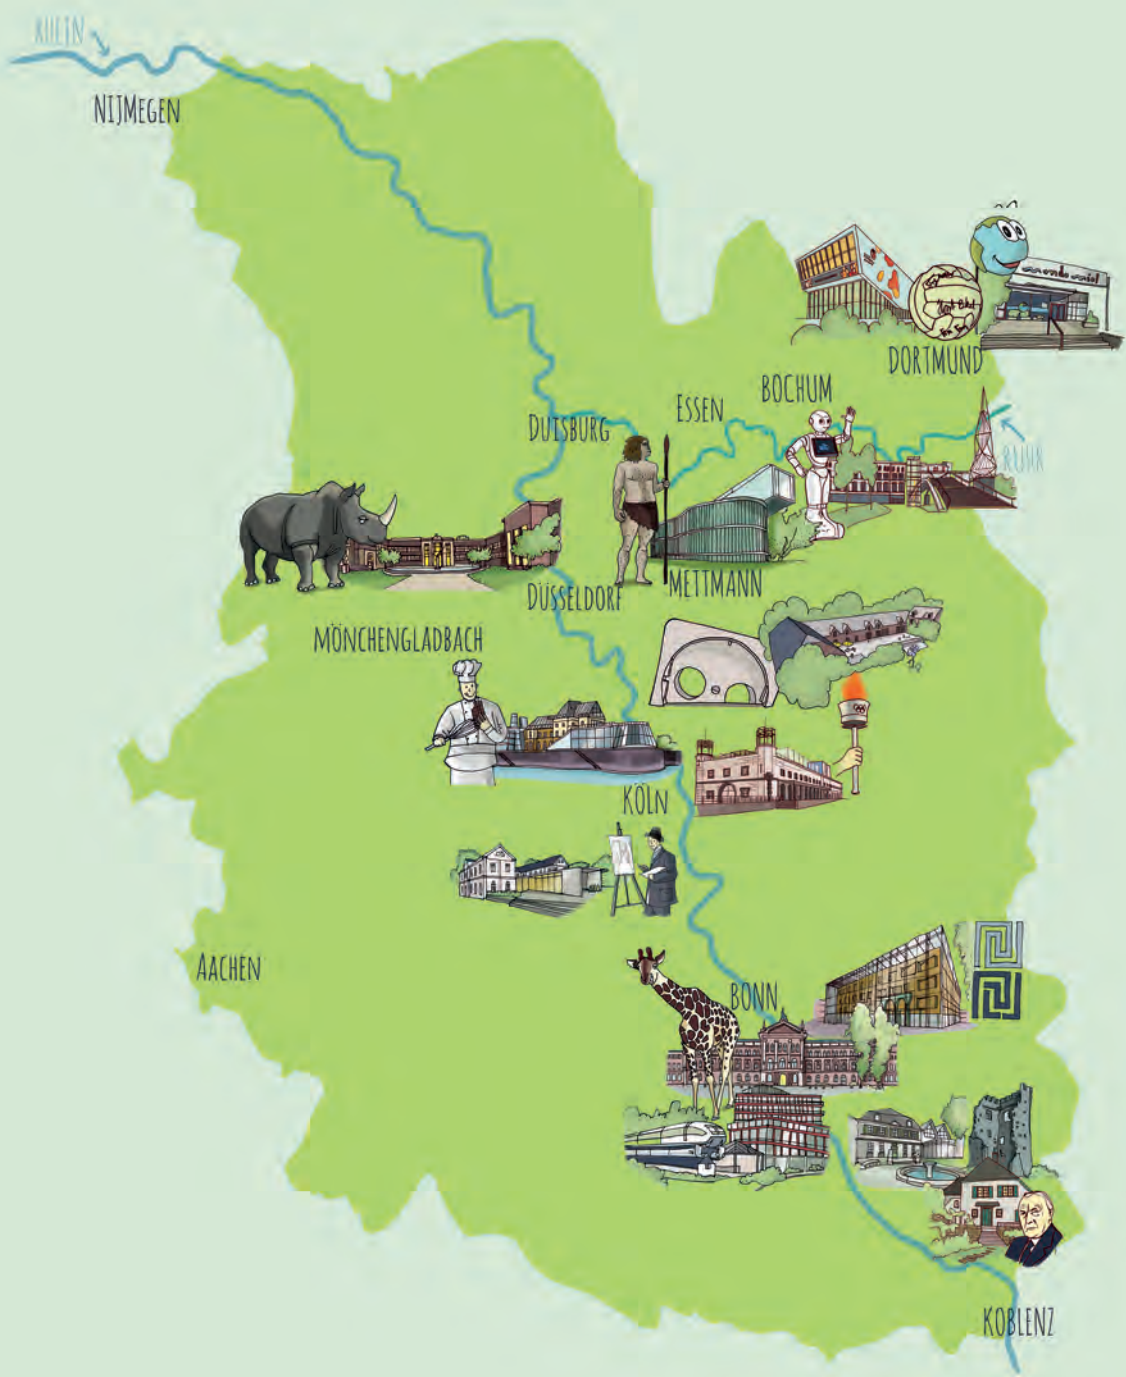 RHEIN
NIJMEGEN
DORTMUND
BOCHUM
ESSEN
DUISBURG
RUHR
METTMANN
DÜSSELDORF
MÖNCHENGLADBACH
KÖLN
AACHEN
BONN
KOBLENZ